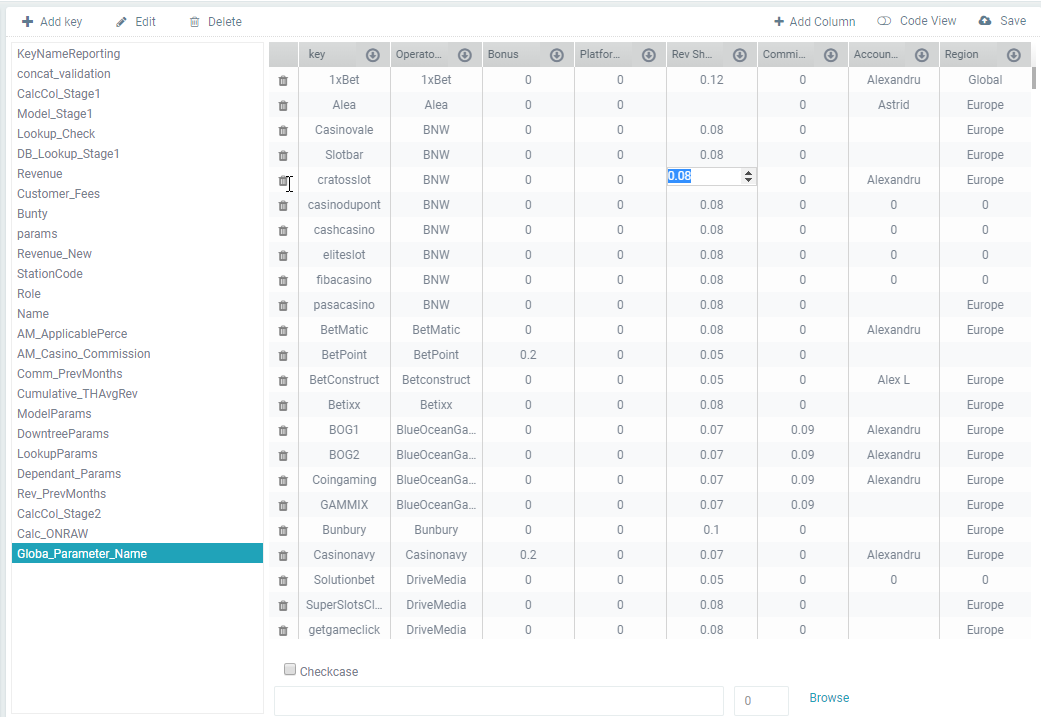 Add key Edit Delete Add Column Code View Save
KeyNameReporting
concat_validation
CalcCol_Stage1
Model_Stage1
Lookup_Check
DB_Lookup_Stage1
Revenue
Customer_Fees
Bunty
params
Revenue_New
StationCode
Role
Name
AM_ApplicablePerce
AM_Casino_Commission
Comm_PrevMonths
Cumulative_THAvgRev
ModelParams
DowntreeParams
LookupParams
Dependant_Params
Rev_PrevMonths
CalcCol_Stage2
Calc_ONRAW
Globa_Parameter_Name
key Operato... Bonus Platfor... Rev Sh... Commi... Accoun... Region
1xBet 1xBet 0 0 0.12 0 Alexandru Global
Alea Alea 0 0 0 Astrid Europe
Casinovale BNW 0 0 0.08 0 Europe
Slotbar BNW 0 0 0.08 0 Europe
cratosslot BNW 0 0 0.08 0 Alexandru Europe
casinodupont BNW 0 0 0.08 0 0 0
cashcasino BNW 0 0 0.08 0 0 0
eliteslot BNW 0 0 0.08 0 0 0
fibacasino BNW 0 0 0.08 0 0 0
pasacasino BNW 0 0 0.08 0 Europe
BetMatic BetMatic 0 0 0.08 0 Alexandru Europe
BetPoint BetPoint 0.2 0 0.05 0
BetConstruct Betconstruct 0 0 0.05 0 Alex L Europe
Betixx Betixx 0 0 0.08 0 Europe
BOG1 BlueOceanGa... 0 0 0.07 0.09 Alexandru Europe
BOG2 BlueOceanGa... 0 0 0.07 0.09 Alexandru Europe
Coingaming BlueOceanGa... 0 0 0.07 0.09 Alexandru Europe
GAMMIX BlueOceanGa... 0 0 0.07 0.09 Europe
Bunbury Bunbury 0 0 0.1 0 Europe
Casinonavy Casinonavy 0.2 0 0.07 0 Alexandru Europe
Solutionbet DriveMedia 0 0 0.05 0 0 0
SuperSlotsCl... DriveMedia 0 0 0.08 0 Europe
getgameclick DriveMedia 0 0 0.08 0 Europe
Checkcase
0 Browse